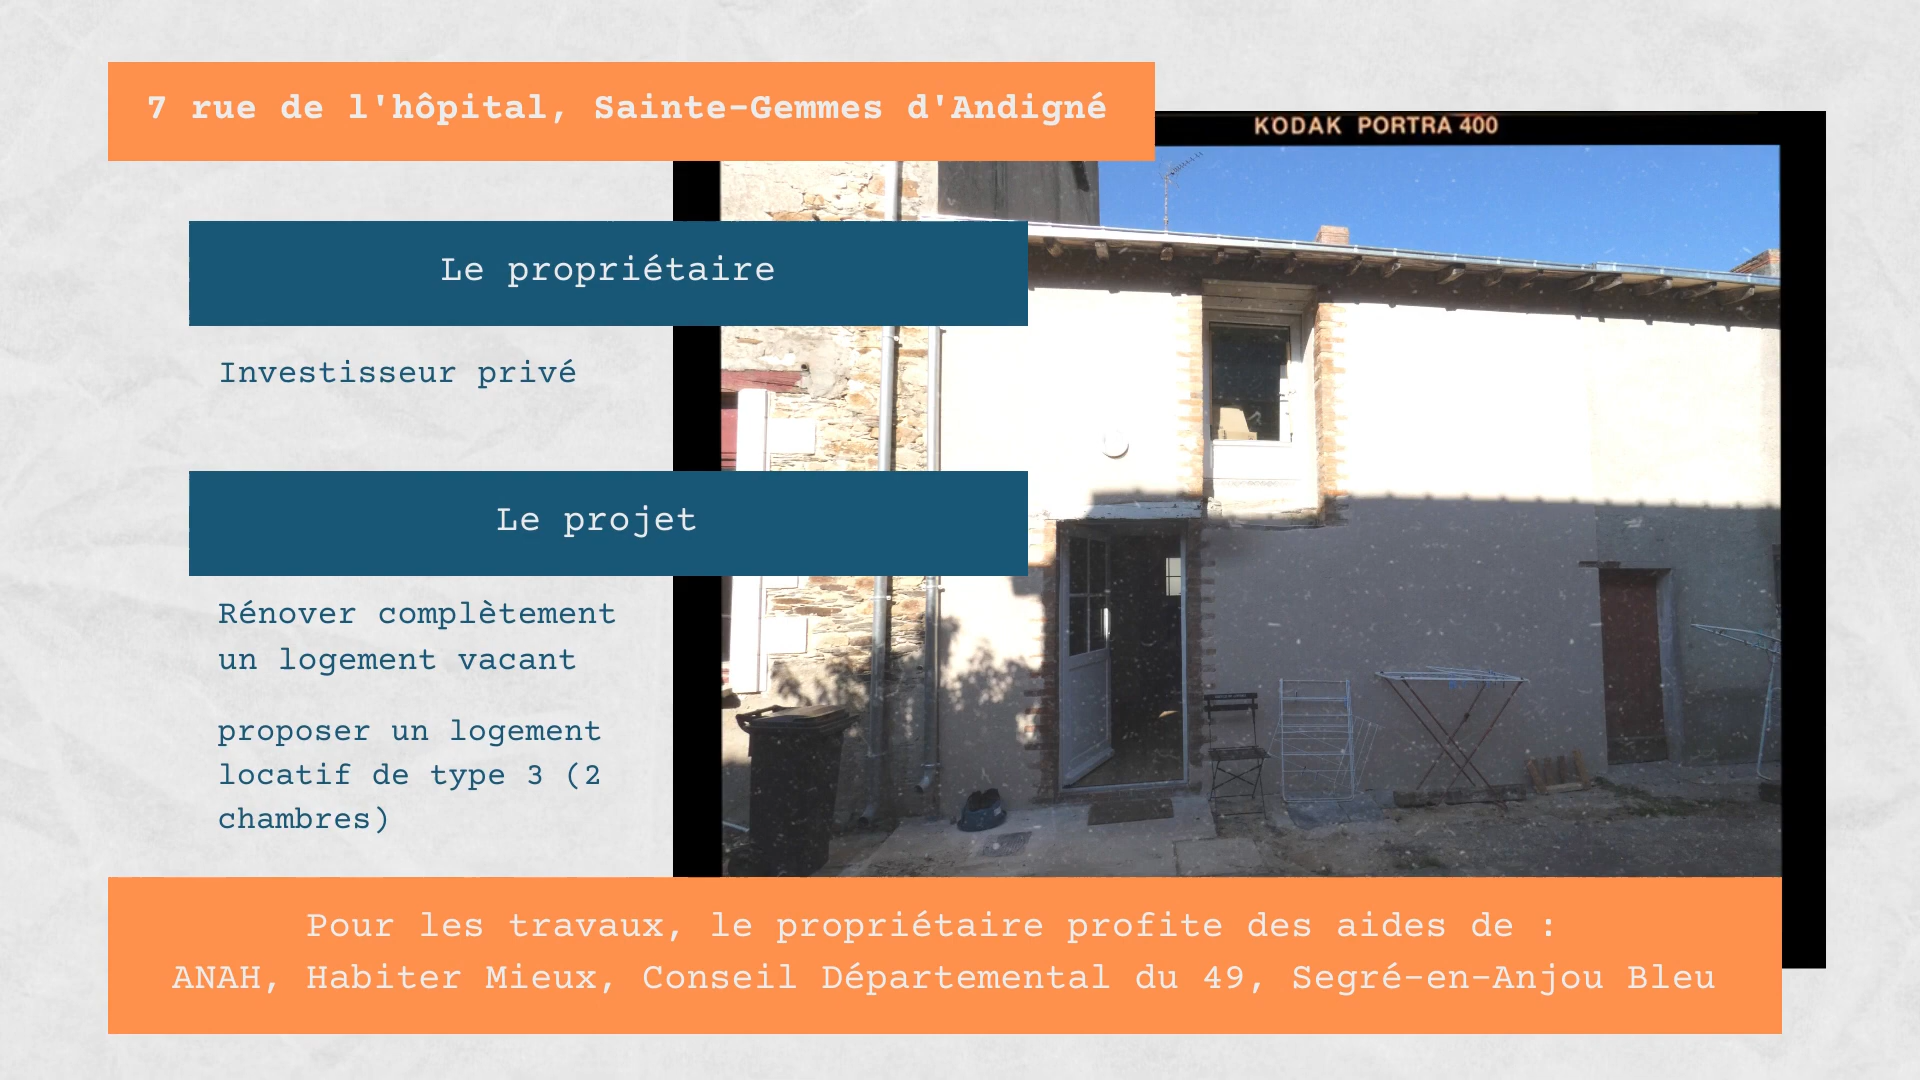 7 rue de l'hôpital, Sainte-Gemmes d'Andigné
KODAK PORTRA 400
Le propriétaire
Investisseur privé
Le projet
Rénover complètement
un logement vacant
proposer un logement
locatif de type 3 (2
chambres)
Pour les travaux, le propriétaire profite des aides de :
ANAH, Habiter Mieux, Conseil Départemental du 49, Segré-en-Anjou Bleu